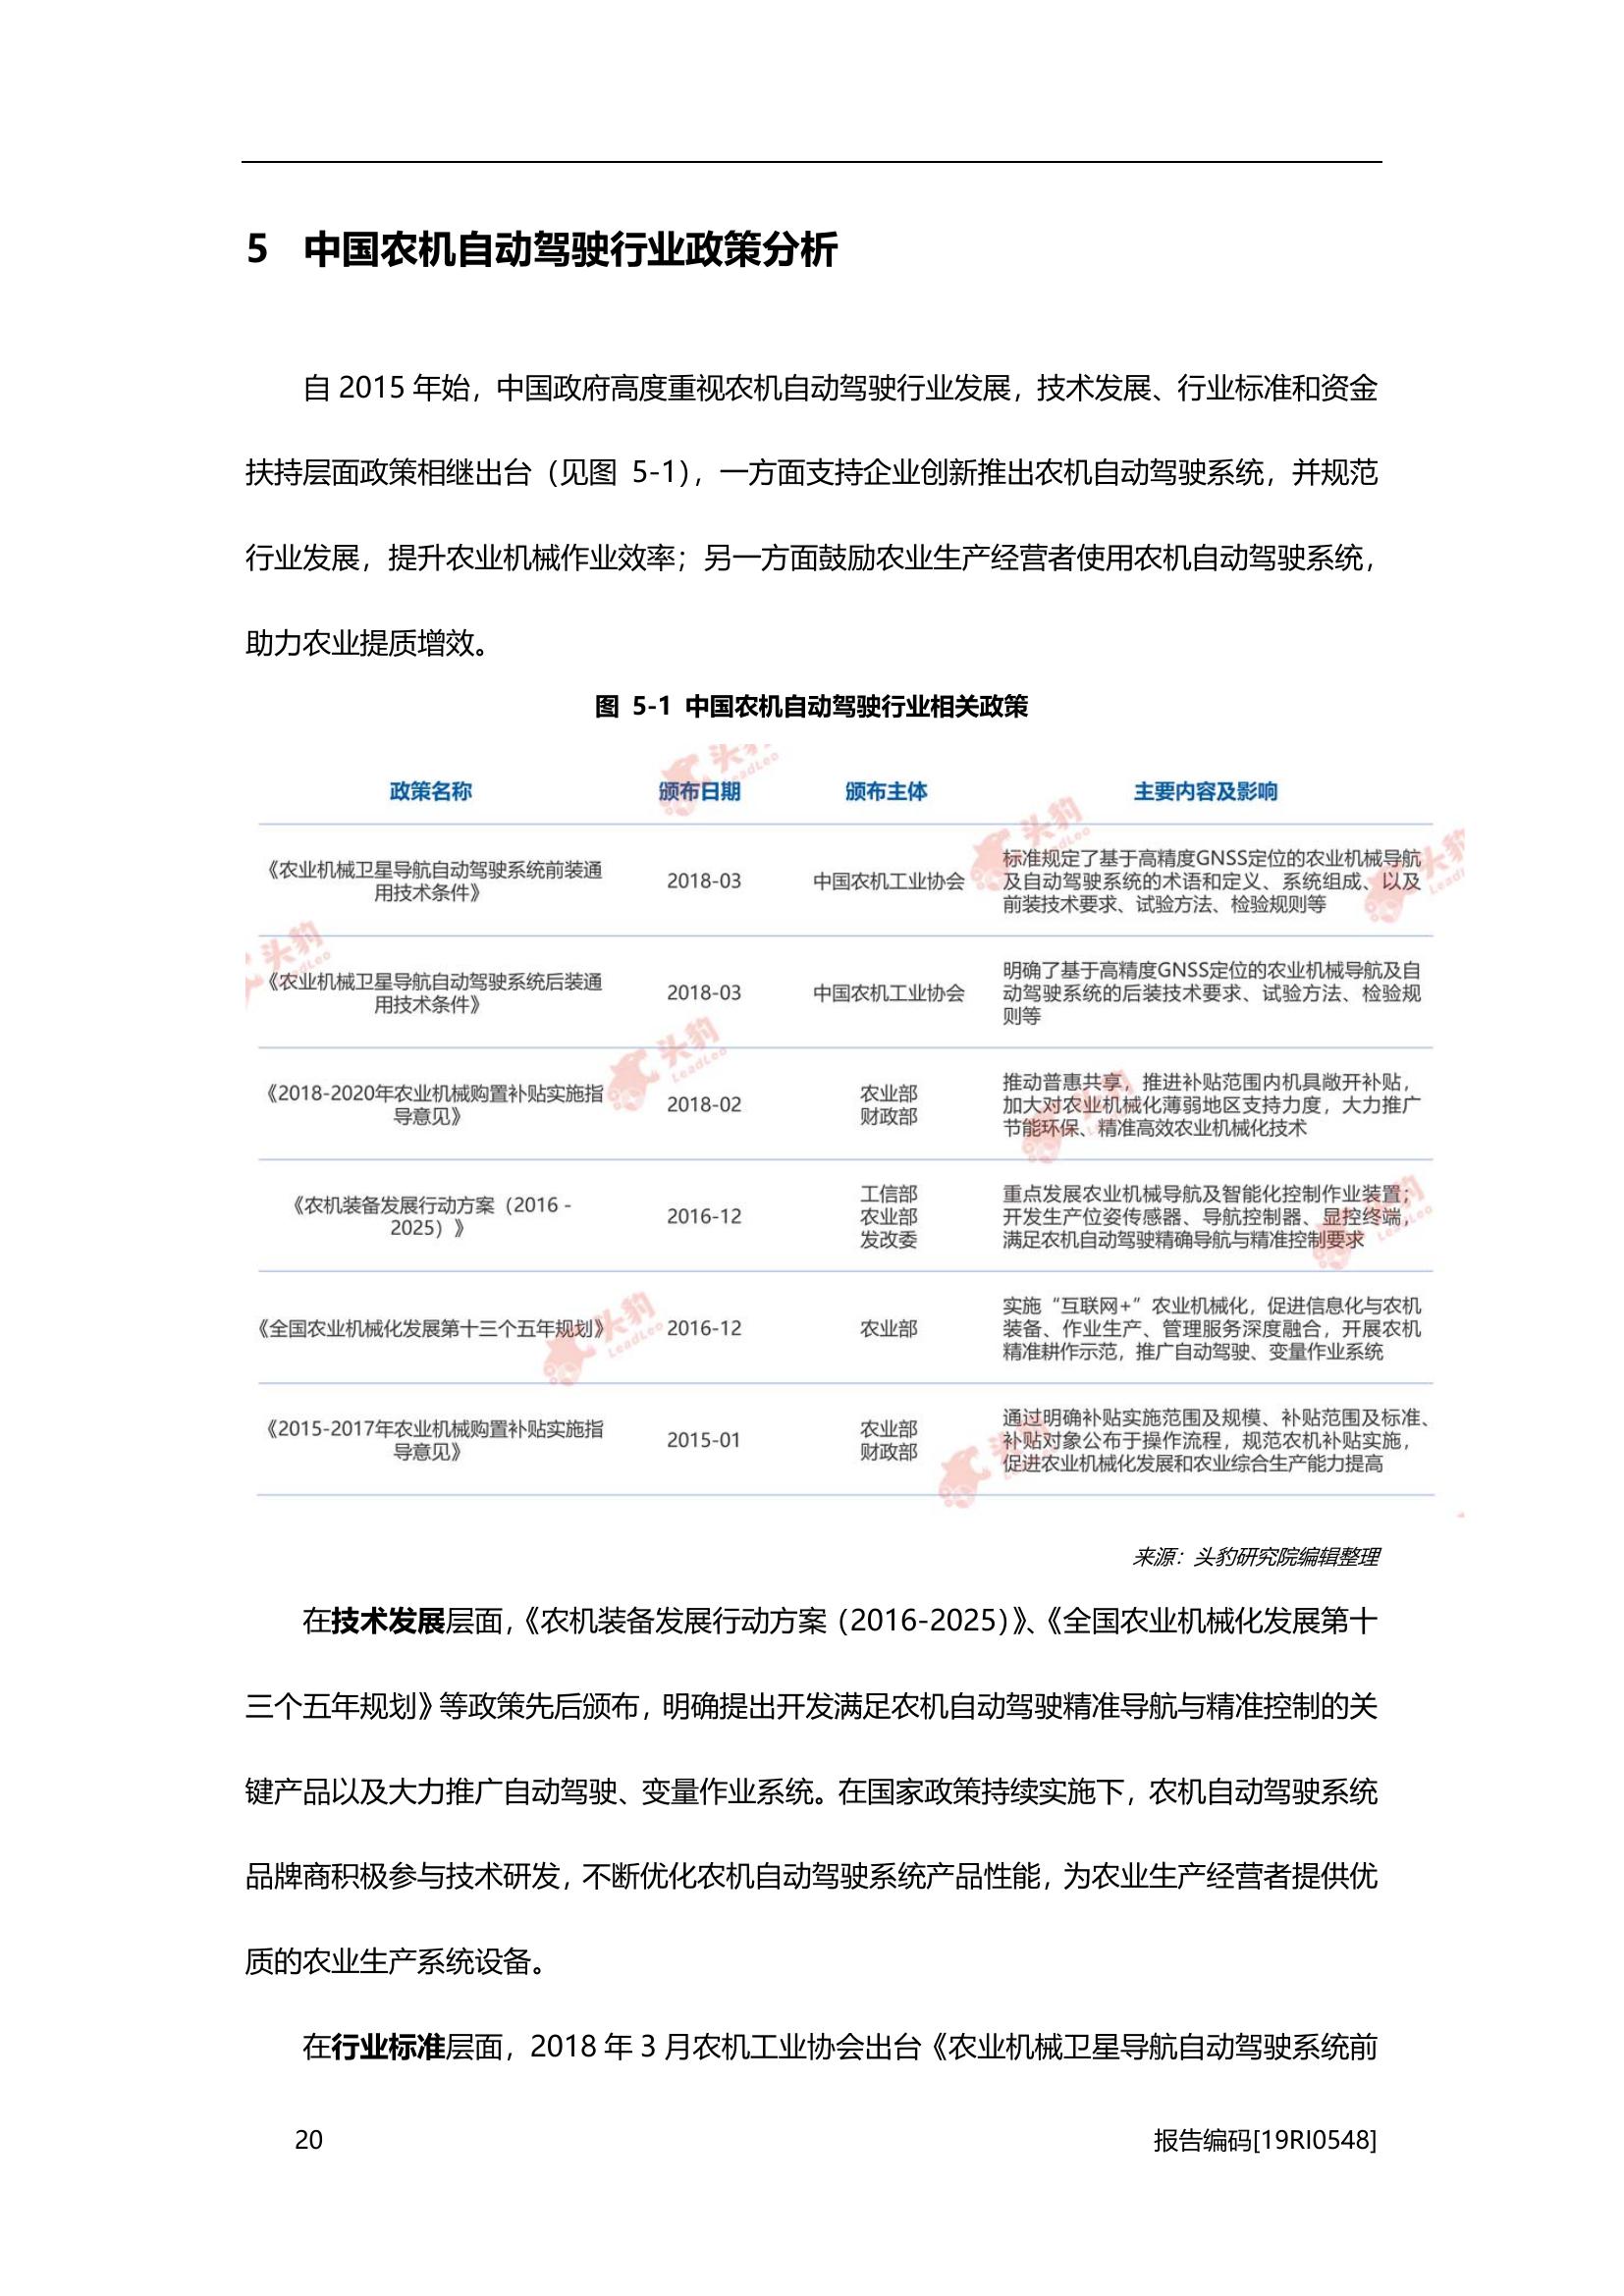 5 中国农机自动驾驶行业政策分析
自 2015 年始，中国政府高度重视农机自动驾驶行业发展，技术发展、行业标准和资金
扶持层面政策相继出台（见图 5-1），一方面支持企业创新推出农机自动驾驶系统，并规范
行业发展，提升农业机械作业效率；另一方面鼓励农业生产经营者使用农机自动驾驶系统，
助力农业提质增效。
图 5-1 中国农机自动驾驶行业相关政策
政策名称 颁布日期 颁布主体 主要内容及影响
《农业机械卫星导航自动驾驶系统前装通
用技术条件》
2018-03
中国农机工业协会
标准规定了基于高精度GNSS定位的农业机械导航
及自动驾驶系统的术语和定义、系统组成、以及
前装技术要求、试验方法、检验规则等
《农业机械卫星导航自动驾驶系统后装通
用技术条件》
2018-03
中国农机工业协会
明确了基于高精度GNSS定位的农业机械导航及自
动驾驶系统的后装技术要求、试验方法、检验规
则等
《2018-2020年农业机械购置补贴实施指
导意见》
2018-02
农业部
财政部
推动普惠共享，推进补贴范围内机具敞开补贴，
加大对农业机械化薄弱地区支持力度，大力推广
节能环保、精准高效农业机械化技术
《农机装备发展行动方案（2016 -
2025）》
2016-12
工信部
农业部
发改委
重点发展农业机械导航及智能化控制作业装置；
开发生产位姿传感器、导航控制器、显控终端，
满足农机自动驾驶精确导航与精准控制要求
《全国农业机械化发展第十三个五年规划》
2016-12
农业部
实施“互联网+”农业机械化，促进信息化与农机
装备、作业生产、管理服务深度融合，开展农机
精准耕作示范，推广自动驾驶、变量作业系统
《2015-2017年农业机械购置补贴实施指
导意见》
2015-01
农业部
财政部
通过明确补贴实施范围及规模、补贴范围及标准、
补贴对象公布于操作流程，规范农机补贴实施，
促进农业机械化发展和农业综合生产能力提高
来源：头豹研究院编辑整理
在技术发展层面，《农机装备发展行动方案（2016-2025）》、《全国农业机械化发展第十
三个五年规划》等政策先后颁布，明确提出开发满足农机自动驾驶精准导航与精准控制的关
键产品以及大力推广自动驾驶、变量作业系统。在国家政策持续实施下，农机自动驾驶系统
品牌商积极参与技术研发，不断优化农机自动驾驶系统产品性能，为农业生产经营者提供优
质的农业生产系统设备。
在行业标准层面，2018 年 3 月农机工业协会出台《农业机械卫星导航自动驾驶系统前
20
报告编码[19RI0548]
头豹
LeadLeo
头豹
LeadLeo
头豹
LeadLeo
头豹
LeadLeo
头豹
LeadLeo
头豹
LeadLeo